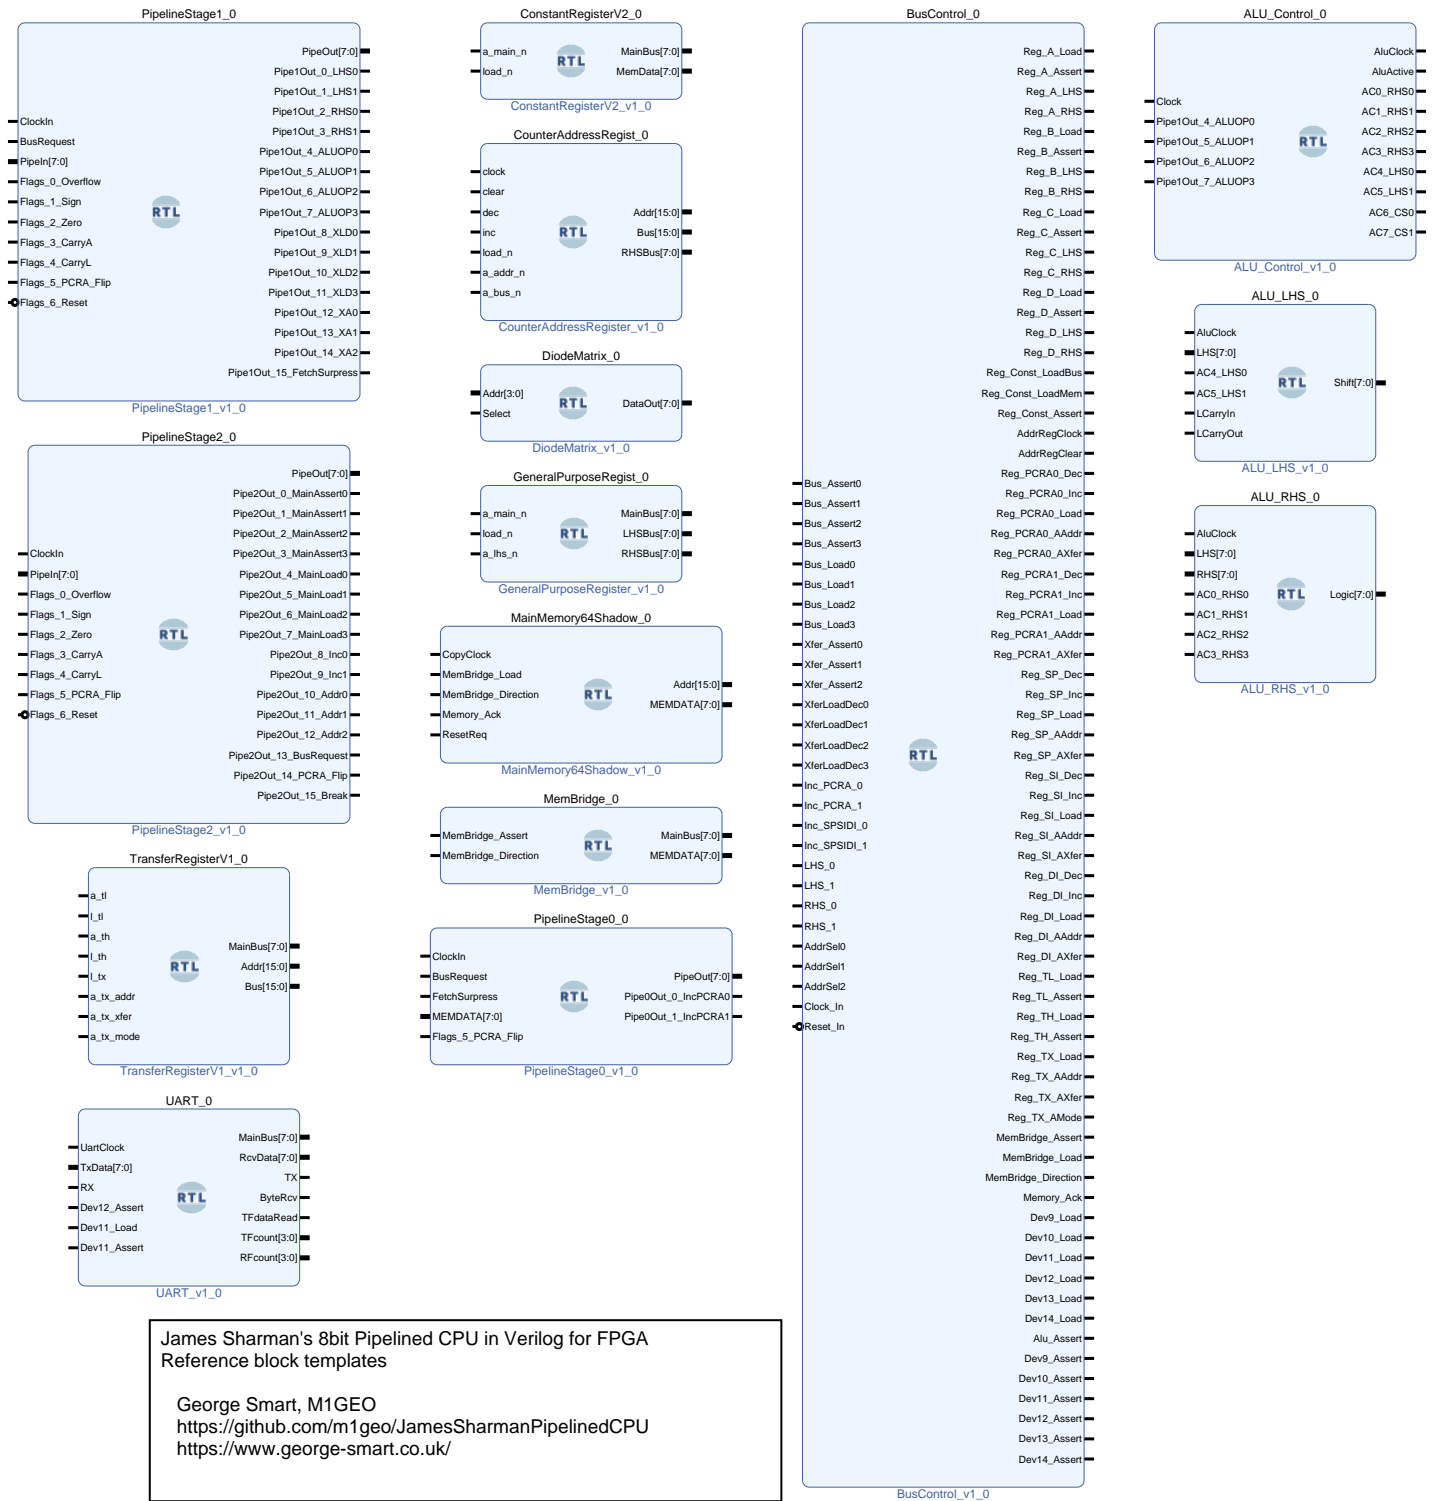 PipelineStage1_0
PipeOut[7:0]
Pipe1Out_0_LHS0
Pipe1Out_1_LHS1
Pipe1Out_2_RHS0
Pipe1Out_3_RHS1
Pipe1Out_4_ALUOP0
Pipe1Out_5_ALUOP1
Pipe1Out_6_ALUOP2
Pipe1Out_7_ALUOP3
Pipe1Out_8_XLD0
Pipe1Out_9_XLD1
Pipe1Out_10_XLD2
Pipe1Out_11_XLD3
Pipe1Out_12_XA0
Pipe1Out_13_XA1
Pipe1Out_14_XA2
Pipe1Out_15_FetchSurpress
ClockIn
BusRequest
PipeIn[7:0]
Flags_0_Overflow
Flags_1_Sign
Flags_2_Zero
Flags_3_CarryA
Flags_4_CarryL
Flags_5_PCRA_Flip
Flags_6_Reset
RTL
PipelineStage1_v1_0
PipelineStage2_0
PipeOut[7:0]
Pipe2Out_0_MainAssert0
Pipe2Out_1_MainAssert1
Pipe2Out_2_MainAssert2
Pipe2Out_3_MainAssert3
Pipe2Out_4_MainLoad0
Pipe2Out_5_MainLoad1
Pipe2Out_6_MainLoad2
Pipe2Out_7_MainLoad3
Pipe2Out_8_Inc0
Pipe2Out_9_Inc1
Pipe2Out_10_Addr0
Pipe2Out_11_Addr1
Pipe2Out_12_Addr2
Pipe2Out_13_BusRequest
Pipe2Out_14_PCRA_Flip
Pipe2Out_15_Break
ClockIn
PipeIn[7:0]
Flags_0_Overflow
Flags_1_Sign
Flags_2_Zero
Flags_3_CarryA
Flags_4_CarryL
Flags_5_PCRA_Flip
Flags_6_Reset
RTL
PipelineStage2_v1_0
TransferRegisterV1_0
a_tl
l_tl
a_th
l_th
l_tx
a_tx_addr
a_tx_xfer
a_tx_mode
RTL
MainBus[7:0]
Addr[15:0]
Bus[15:0]
TransferRegisterV1_v1_0
UART_0
UartClock
TxData[7:0]
RX
Dev12_Assert
Dev11_Load
Dev11_Assert
RTL
MainBus[7:0]
RcvData[7:0]
TX
ByteRcv
TFdataRead
TFcount[3:0]
RFcount[3:0]
UART_v1_0
ConstantRegisterV2_0
a_main_n
load_n
RTL
MainBus[7:0]
MemData[7:0]
ConstantRegisterV2_v1_0
CounterAddressRegist_0
clock
clear
dec
inc
load_n
a_addr_n
a_bus_n
RTL
Addr[15:0]
Bus[15:0]
RHSBus[7:0]
CounterAddressRegister_v1_0
DiodeMatrix_0
Addr[3:0]
Select
RTL
DataOut[7:0]
DiodeMatrix_v1_0
GeneralPurposeRegist_0
a_main_n
load_n
a_lhs_n
RTL
MainBus[7:0]
LHSBus[7:0]
RHSBus[7:0]
GeneralPurposeRegister_v1_0
MainMemory64Shadow_0
CopyClock
MemBridge_Load
MemBridge_Direction
Memory_Ack
ResetReq
RTL
Addr[15:0]
MEMDATA[7:0]
MainMemory64Shadow_v1_0
MemBridge_0
MemBridge_Assert
MemBridge_Direction
RTL
MainBus[7:0]
MEMDATA[7:0]
MemBridge_v1_0
PipelineStage0_0
ClockIn
BusRequest
FetchSurpress
MEMDATA[7:0]
Flags_5_PCRA_Flip
RTL
PipeOut[7:0]
Pipe0Out_0_IncPCRA0
Pipe0Out_1_IncPCRA1
PipelineStage0_v1_0
BusControl_0
Bus_Assert0
Bus_Assert1
Bus_Assert2
Bus_Assert3
Bus_Load0
Bus_Load1
Bus_Load2
Bus_Load3
Xfer_Assert0
Xfer_Assert1
Xfer_Assert2
XferLoadDec0
XferLoadDec1
XferLoadDec2
XferLoadDec3
Inc_PCRA_0
Inc_PCRA_1
Inc_SPSIDI_0
Inc_SPSIDI_1
LHS_0
LHS_1
RHS_0
RHS_1
AddrSel0
AddrSel1
AddrSel2
Clock_In
Reset_In
RTL
Reg_A_Load
Reg_A_Assert
Reg_A_LHS
Reg_A_RHS
Reg_B_Load
Reg_B_Assert
Reg_B_LHS
Reg_B_RHS
Reg_C_Load
Reg_C_Assert
Reg_C_LHS
Reg_C_RHS
Reg_D_Load
Reg_D_Assert
Reg_D_LHS
Reg_D_RHS
Reg_Const_LoadBus
Reg_Const_LoadMem
Reg_Const_Assert
AddrRegClock
AddrRegClear
Reg_PCRA0_Dec
Reg_PCRA0_Inc
Reg_PCRA0_Load
Reg_PCRA0_AAddr
Reg_PCRA0_AXfer
Reg_PCRA1_Dec
Reg_PCRA1_Inc
Reg_PCRA1_Load
Reg_PCRA1_AAddr
Reg_PCRA1_AXfer
Reg_SP_Dec
Reg_SP_Inc
Reg_SP_Load
Reg_SP_AAddr
Reg_SP_AXfer
Reg_SI_Dec
Reg_SI_Inc
Reg_SI_Load
Reg_SI_AAddr
Reg_SI_AXfer
Reg_DI_Dec
Reg_DI_Inc
Reg_DI_Load
Reg_DI_AAddr
Reg_DI_AXfer
Reg_TL_Load
Reg_TL_Assert
Reg_TH_Load
Reg_TH_Assert
Reg_TX_Load
Reg_TX_AAddr
Reg_TX_AXfer
Reg_TX_AMode
MemBridge_Assert
MemBridge_Load
MemBridge_Direction
Memory_Ack
Dev9_Load
Dev10_Load
Dev11_Load
Dev12_Load
Dev13_Load
Dev14_Load
Alu_Assert
Dev9_Assert
Dev10_Assert
Dev11_Assert
Dev12_Assert
Dev13_Assert
Dev14_Assert
BusControl_v1_0
ALU_Control_0
Clock
Pipe1Out_4_ALUOP0
Pipe1Out_5_ALUOP1
Pipe1Out_6_ALUOP2
Pipe1Out_7_ALUOP3
RTL
AluClock
AluActive
AC0_RHS0
AC1_RHS1
AC2_RHS2
AC3_RHS3
AC4_LHS0
AC5_LHS1
AC6_CS0
AC7_CS1
ALU_Control_v1_0
ALU_LHS_0
AluClock
LHS[7:0]
AC4_LHS0
AC5_LHS1
LCarryIn
LCarryOut
RTL
Shift[7:0]
ALU_LHS_v1_0
ALU_RHS_0
AluClock
LHS[7:0]
RHS[7:0]
AC0_RHS0
AC1_RHS1
AC2_RHS2
AC3_RHS3
RTL
Logic[7:0]
ALU_RHS_v1_0
James Sharman's 8bit Pipelined CPU in Verilog for FPGA
Reference block templates
George Smart, M1GEO
https://github.com/m1geo/JamesSharmanPipelinedCPU
https://www.george-smart.co.uk/